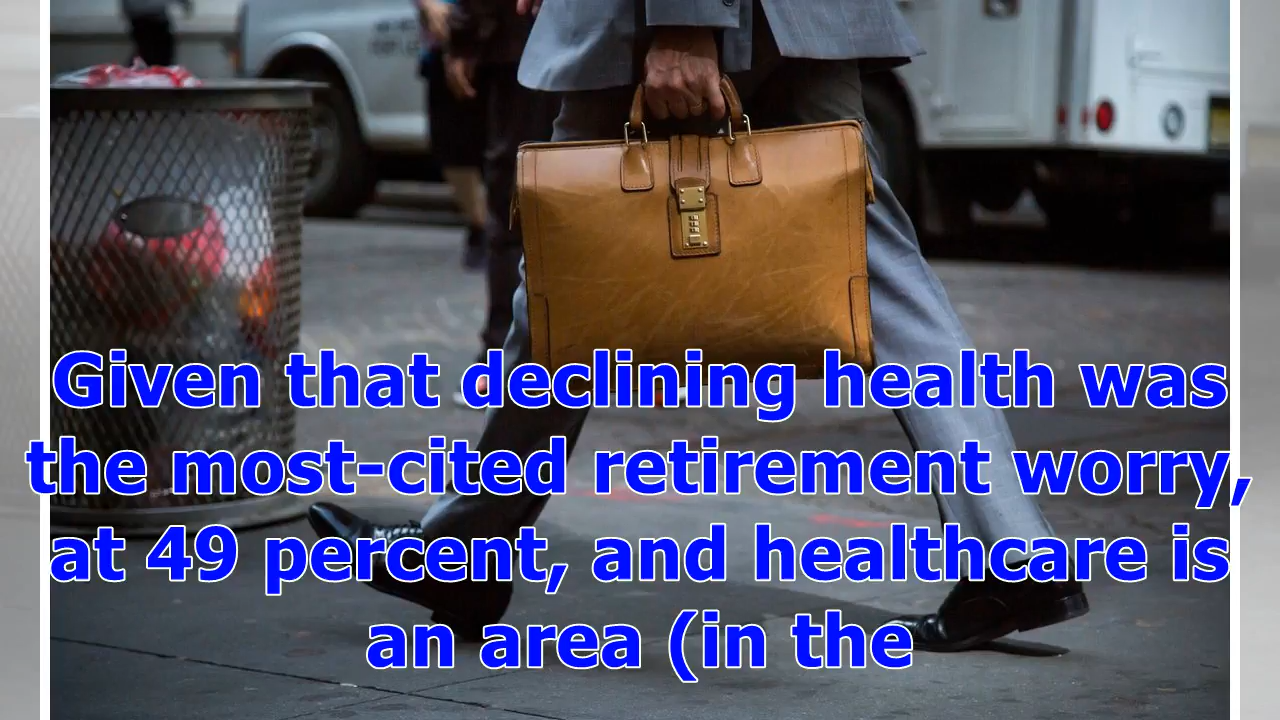 Given that declining health was
the most-cited retirement worry,
at 49 percent, and healthcare is
an area (in the